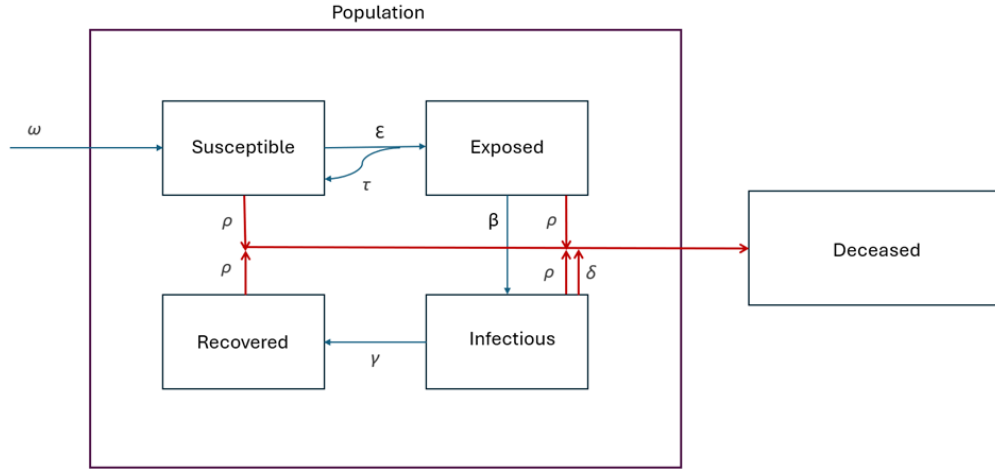 Population
ω
Susceptible
Ɛ
τ
Exposed
ρ
β
ρ
Deceased
ρ
ρ
δ
Recovered
γ
Infectious